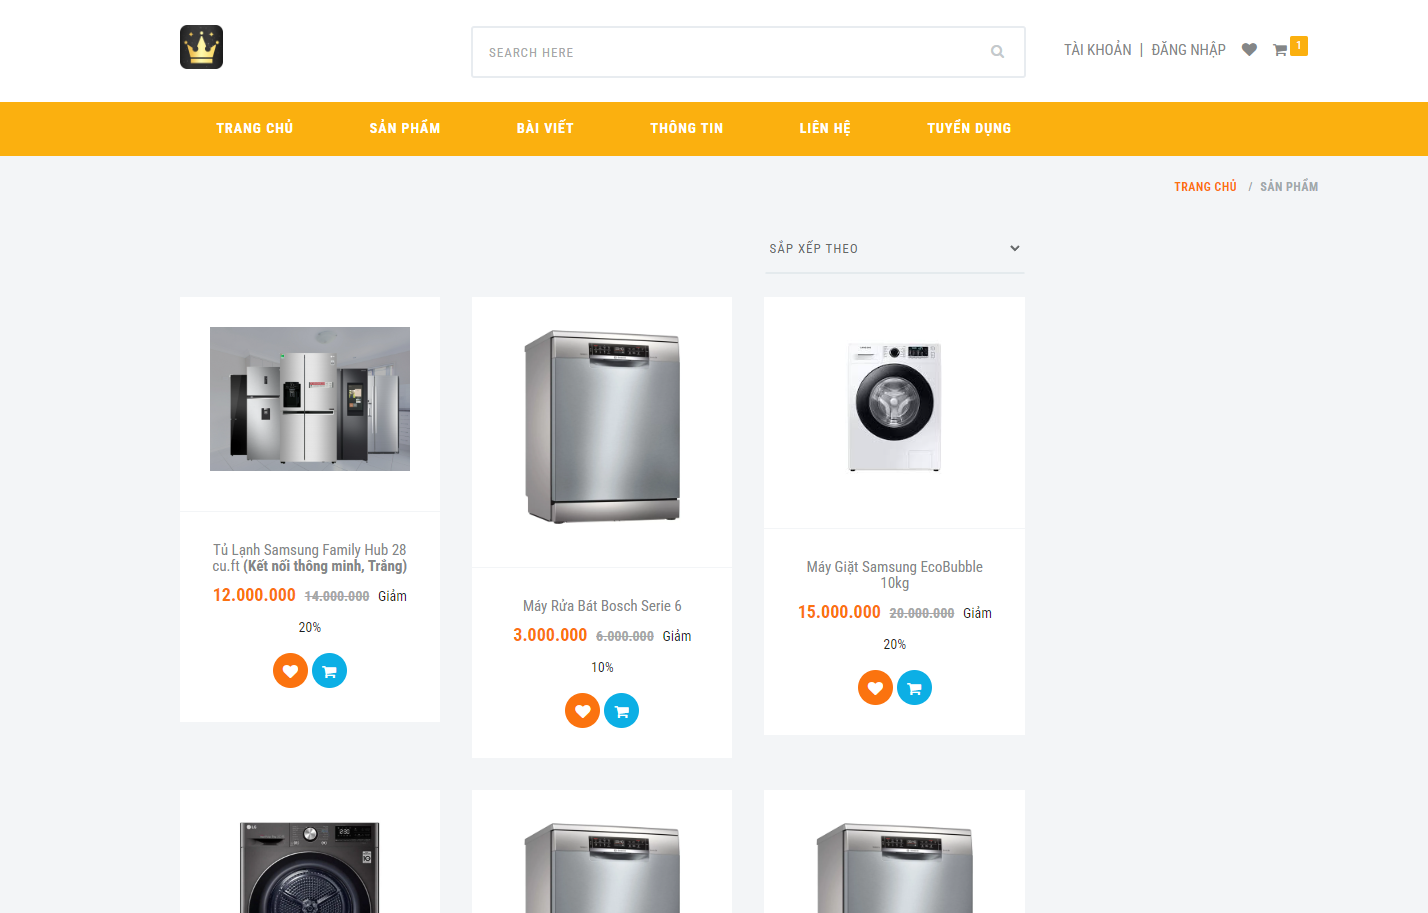 SEARCH HERE
TÀI KHOẢN | ĐĂNG NHẬP
1
TRANG CHỦ SẢN PHẨM BÀI VIẾT THÔNG TIN LIÊN HỆ TUYỂN DỤNG
TRANG CHỦ / SẢN PHẨM
SẮP XẾP THEO
Tủ Lạnh Samsung Family Hub 28
cu.ft (Kết nối thông minh, Trắng)
12.000.000 14.000.000 Giảm
20%
Máy Rửa Bát Bosch Serie 6
3.000.000 6.000.000 Giảm
10%
Máy Giặt Samsung EcoBubble
10kg
15.000.000 20.000.000 Giảm
20%
LG